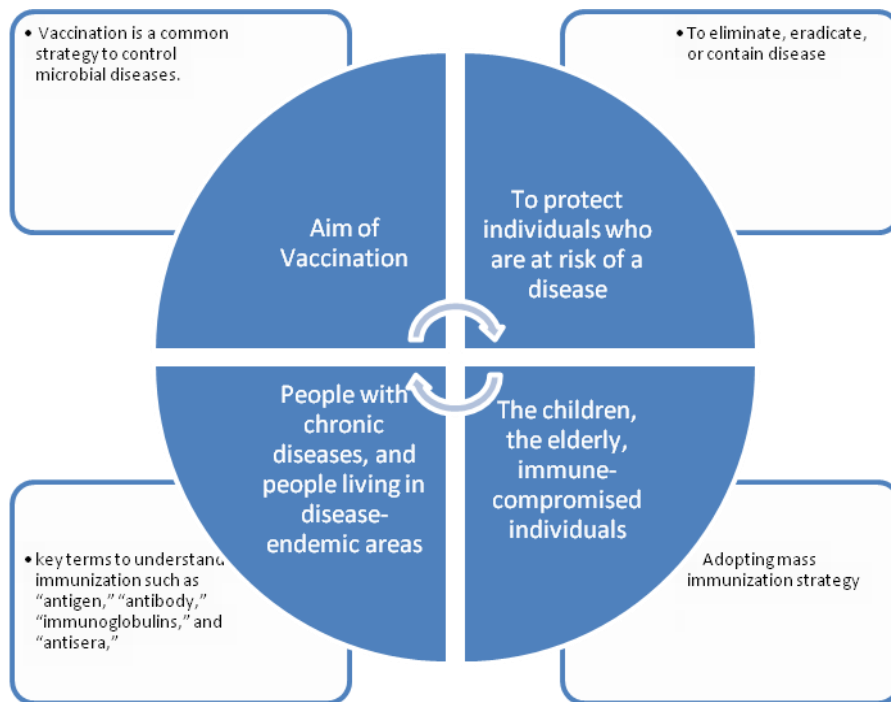 • Vaccination is a common
strategy to control
microbial diseases.
• To eliminate, eradicate,
or contain disease
Aim of
Vaccination
To protect
individuals who
are at risk of a
disease
People with
chronic
diseases, and
people living in
disease-
endemic areas
The children,
the elderly,
immune-
compromised
individuals
• key terms to understand
immunization such as
“antigen,” “antibody,”
“immunoglobulins,” and
“antisera,”
Adopting mass
immunization strategy